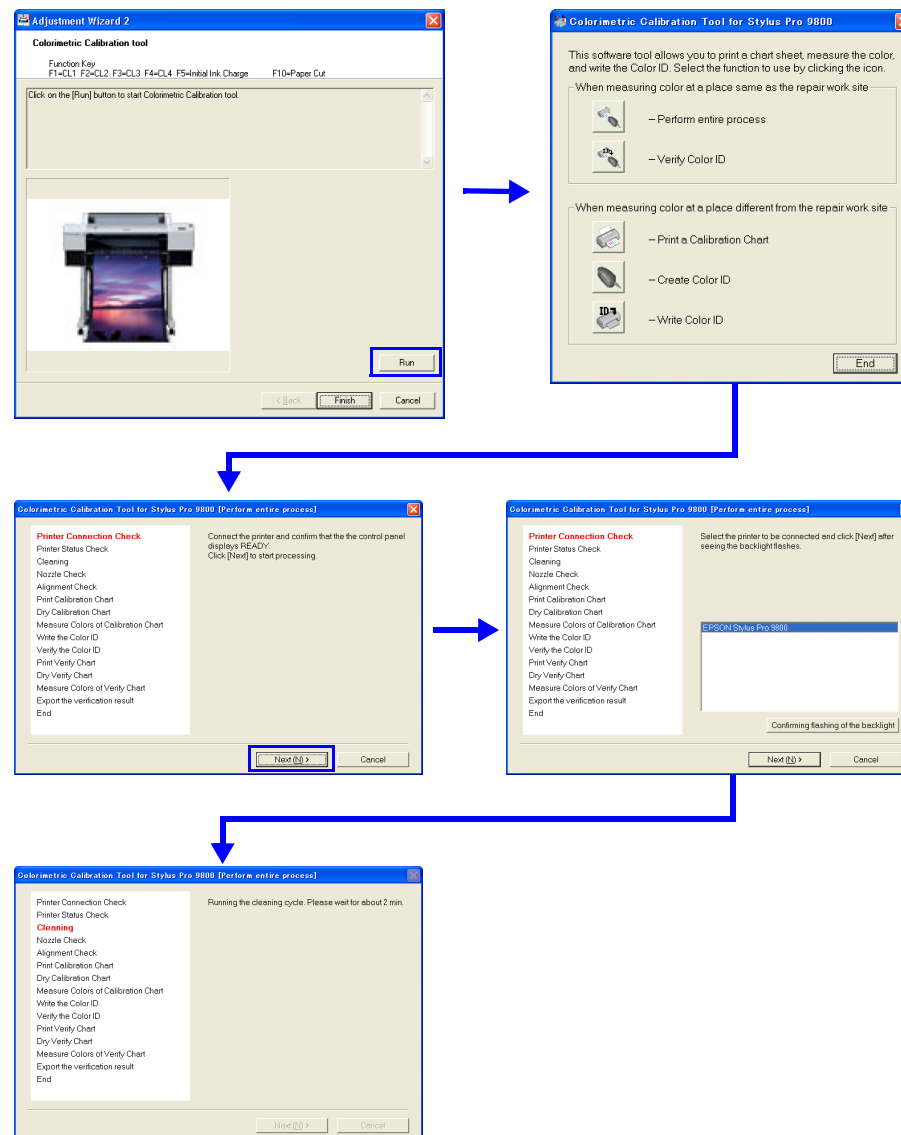 Adjustment Wizard 2
Colorimetric Calibration tool
Function Key
F1=CL1 F2=CL2 F3=CL3 F4=CL4 F5=Initial Ink Charge F10=Paper Cut
Click on the [Run] button to start Colorimetric Calibration tool.
Run
< Back Finish Cancel
Colorimetric Calibration Tool for Stylus Pro 9800
This software tool allows you to print a chart sheet, measure the color,
and write the Color ID. Select the function to use by clicking the icon.
When measuring color at a place same as the repair work site
– Perform entire process
– Verify Color ID
When measuring color at a place different from the repair work site
– Print a Calibration Chart
– Create Color ID
ID
– Write Color ID
End
Colorimetric Calibration Tool for Stylus Pro 9800 [Perform entire process]
Printer Connection Check
Printer Status Check
Cleaning
Nozzle Check
Alignment Check
Print Calibration Chart
Dry Calibration Chart
Measure Colors of Calibration Chart
Write the Color ID
Verify the Color ID
Print Verify Chart
Dry Verify Chart
Measure Colors of Verify Chart
Export the verification result
End
Connect the printer and confirm that the the control panel
displays READY.
Click [Next] to start processing.
Next (N) > Cancel
Colorimetric Calibration Tool for Stylus Pro 9800 [Perform entire process]
Printer Connection Check
Printer Status Check
Cleaning
Nozzle Check
Alignment Check
Print Calibration Chart
Dry Calibration Chart
Measure Colors of Calibration Chart
Write the Color ID
Verify the Color ID
Print Verify Chart
Dry Verify Chart
Measure Colors of Verify Chart
Export the verification result
End
Select the printer to be connected and click [Next] after
seeing the backlight flashes.
EPSON Stylus Pro 9800
Confirming flashing of the backlight
Next (N) > Cancel
Colorimetric Calibration Tool for Stylus Pro 9800 [Perform entire process]
Printer Connection Check
Printer Status Check
Cleaning
Nozzle Check
Alignment Check
Print Calibration Chart
Dry Calibration Chart
Measure Colors of Calibration Chart
Write the Color ID
Verify the Color ID
Print Verify Chart
Dry Verify Chart
Measure Colors of Verify Chart
Export the verification result
End
Running the cleaning cycle. Please wait for about 2 min.
Next (N) > Cancel